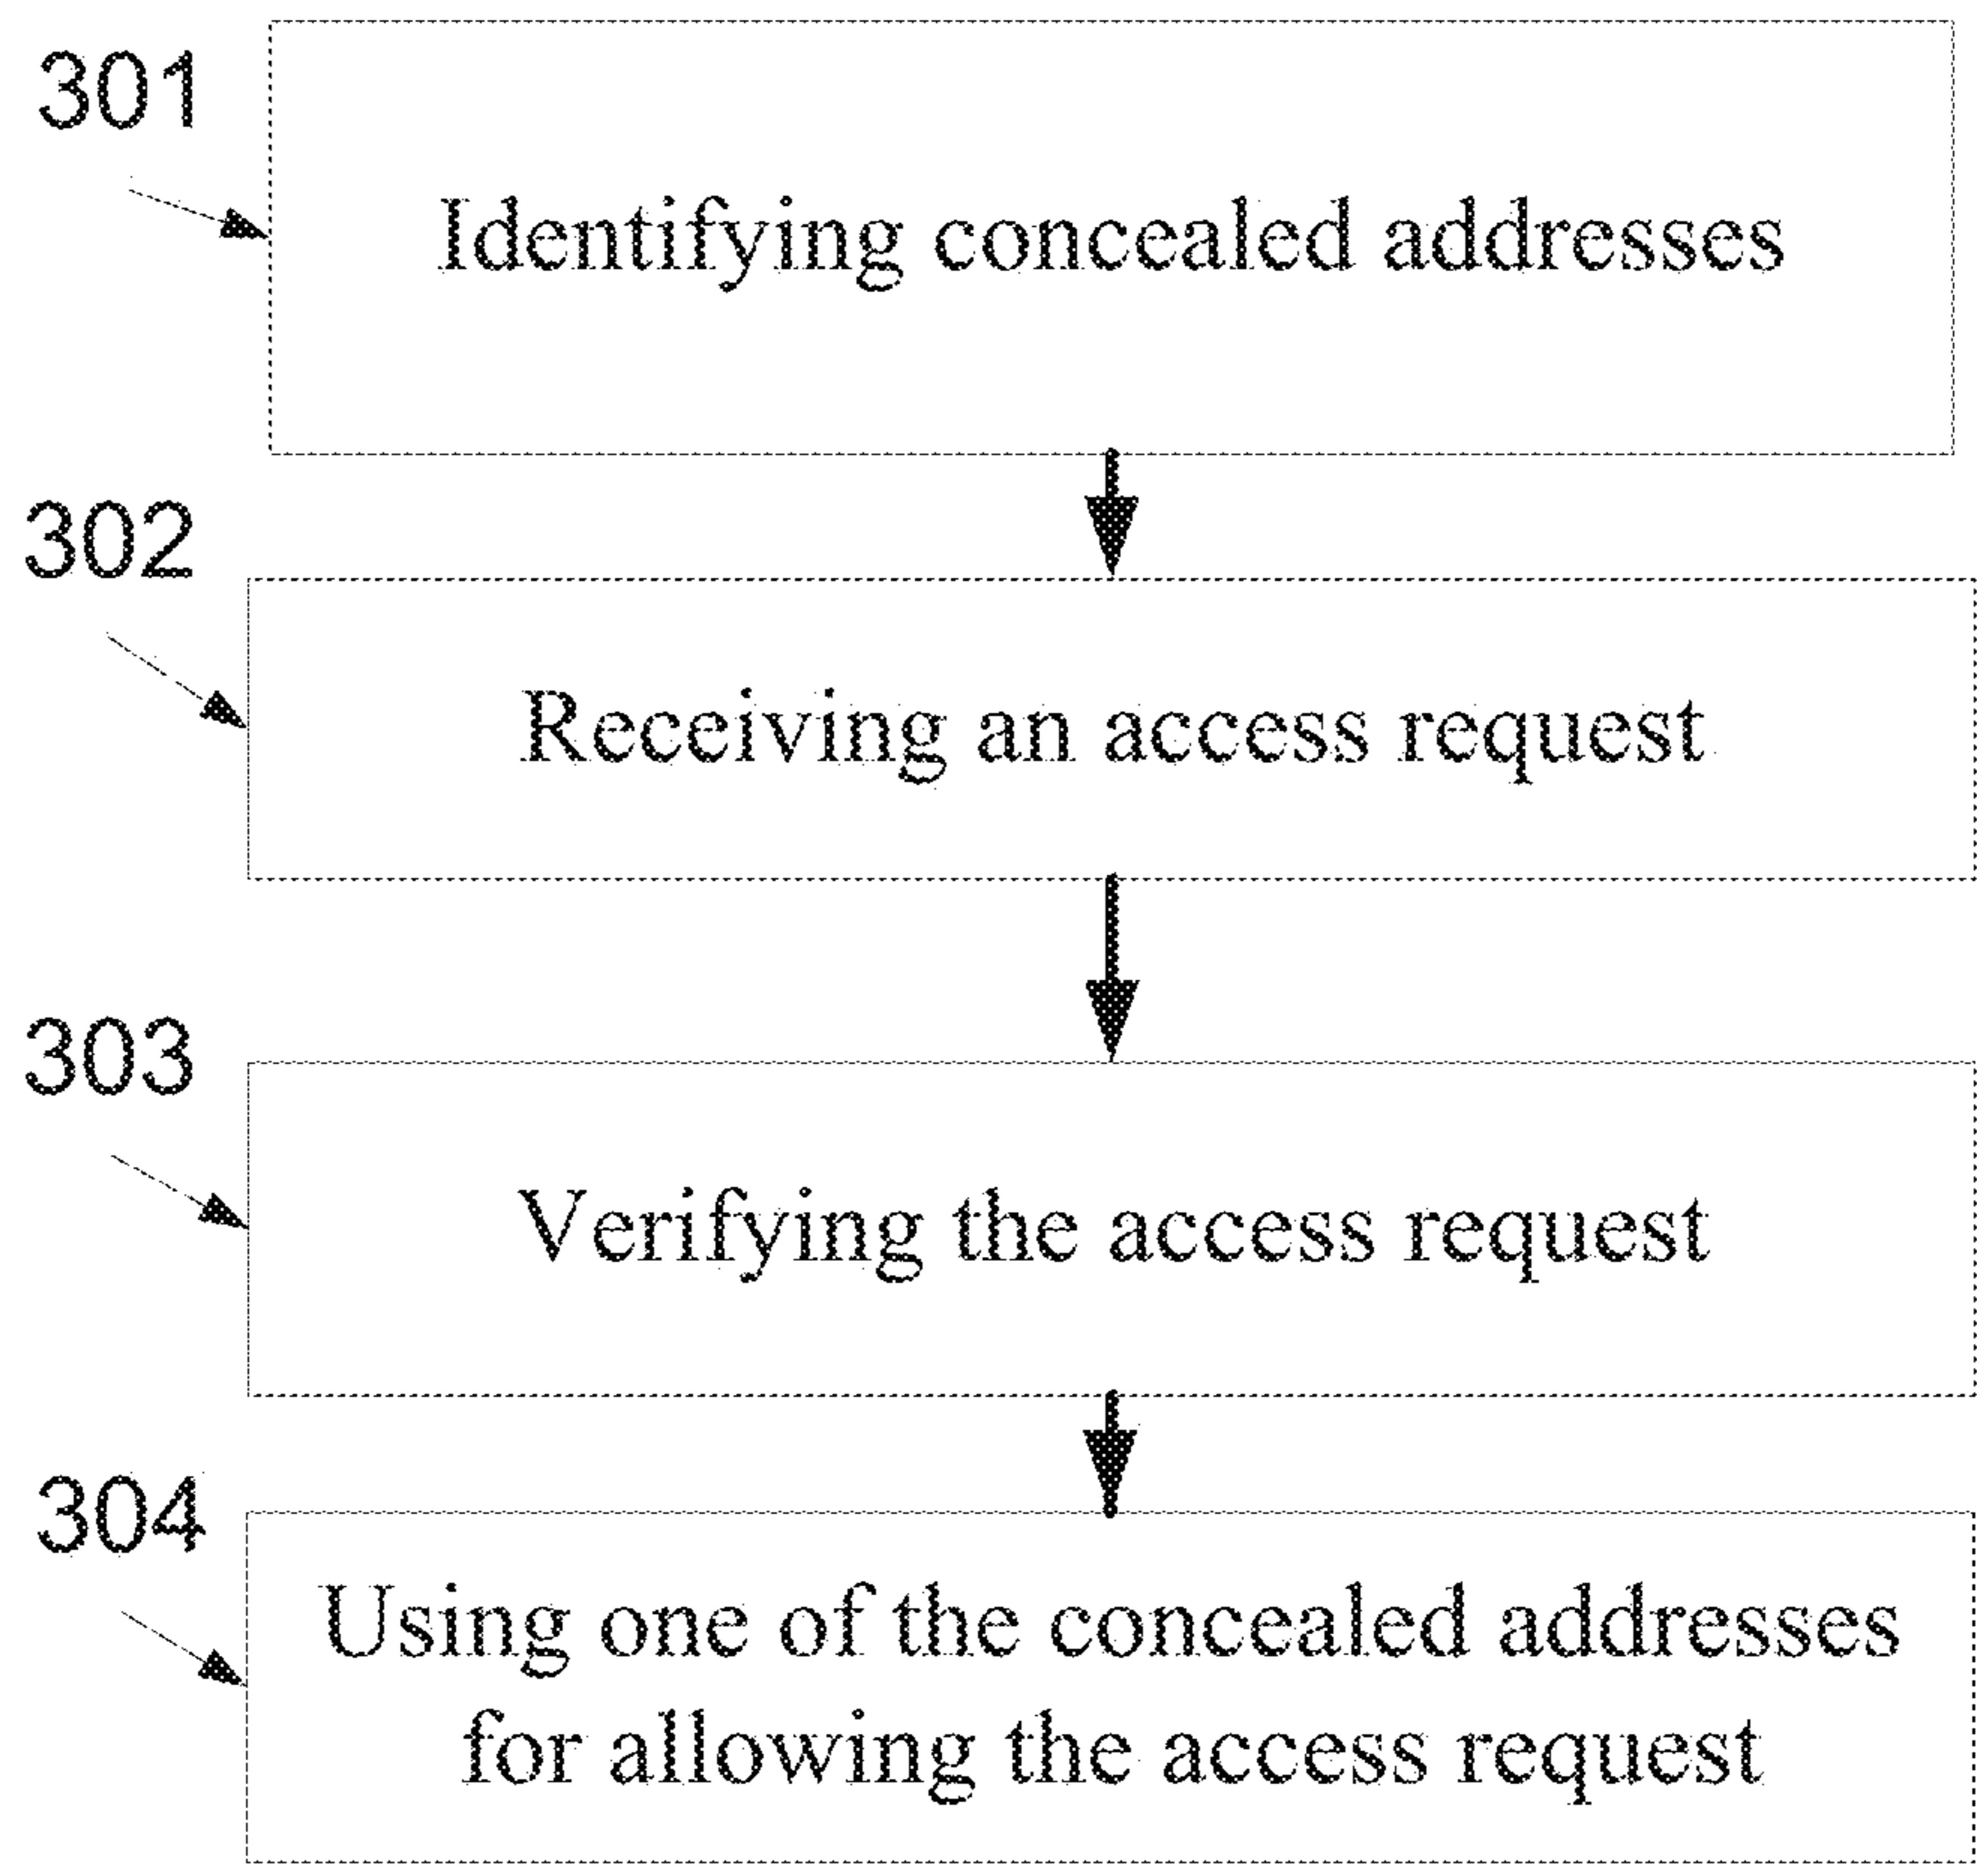 301
Identifying concealed addresses
302
Receiving an access request
303
Verifying the access request
304
Using one of the concealed addresses
for allowing the access request